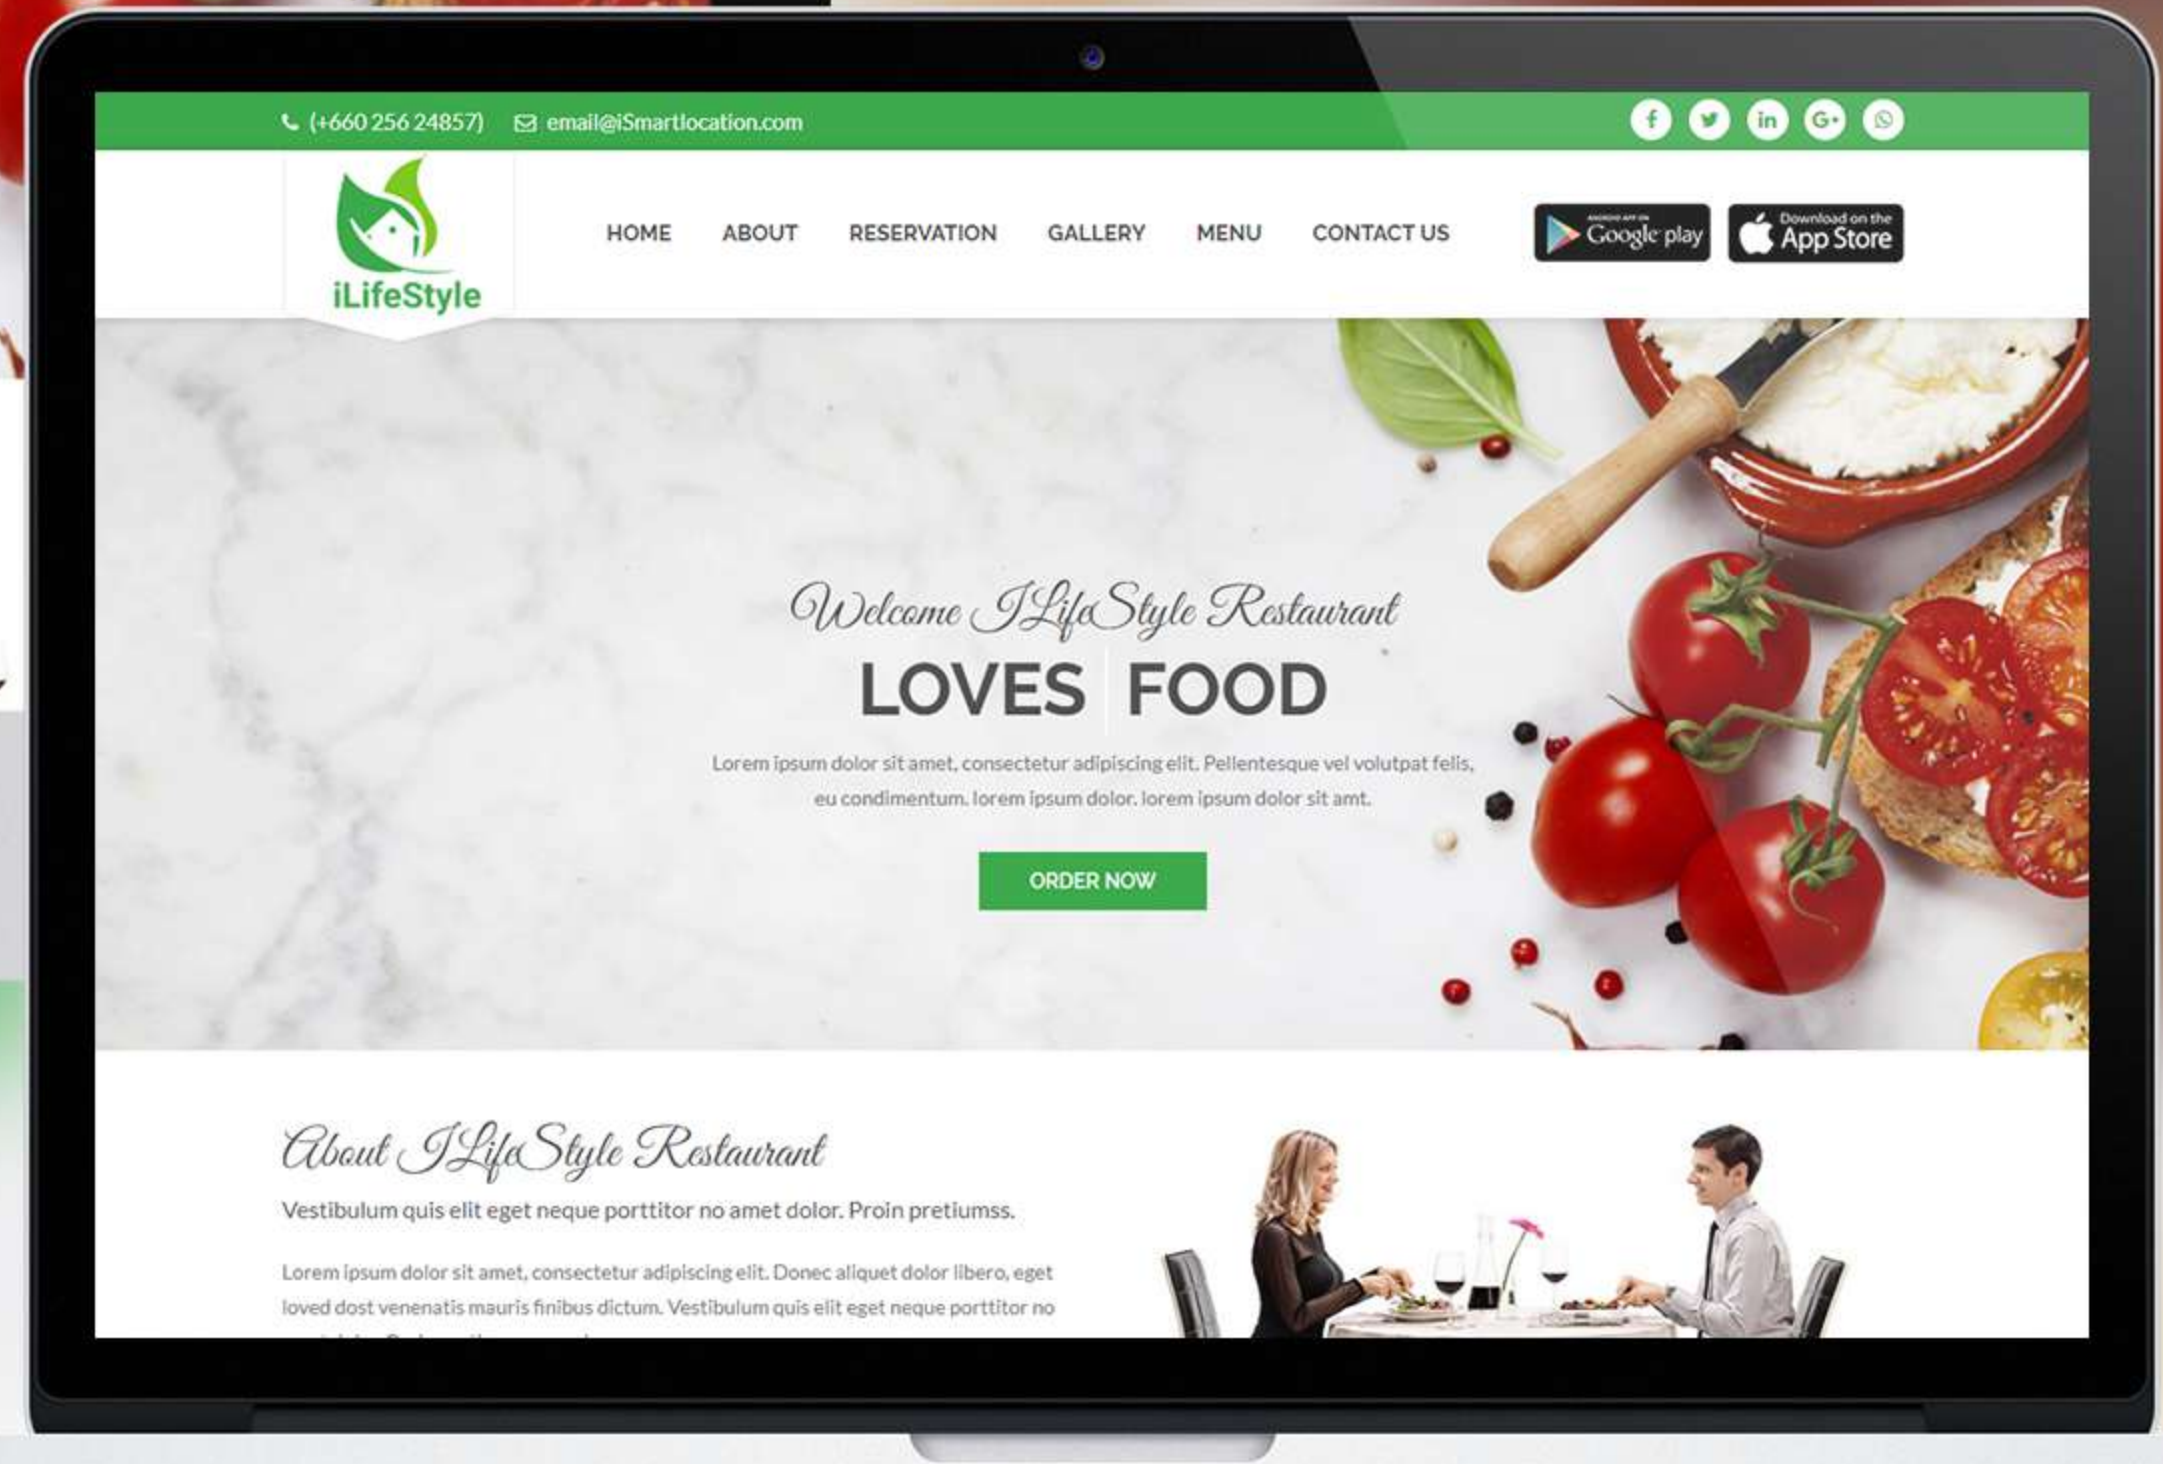 (+660 256 24857) email@iSmartlocation.com
f in G+
iLifeStyle
HOME ABOUT RESERVATION GALLERY MENU CONTACT US
ANDROID APP ON
Google play
Download on the
App Store
Welcome ILifeStyle Restaurant
LOVES FOOD
Lorem ipsum dolor sit amet, consectetur adipiscing elit. Pellentesque vel volutpat felis,
eu condimentum. lorem ipsum dolor. lorem ipsum dolor sit amt.
ORDER NOW
About ILifeStyle Restaurant
Vestibulum quis elit eget neque porttitor no amet dolor. Proin pretiumss.
Lorem ipsum dolor sit amet, consectetur adipiscing elit. Donec aliquet dolor libero, eget
loved dost venenatis mauris finibus dictum. Vestibulum quis elit eget neque porttitor no